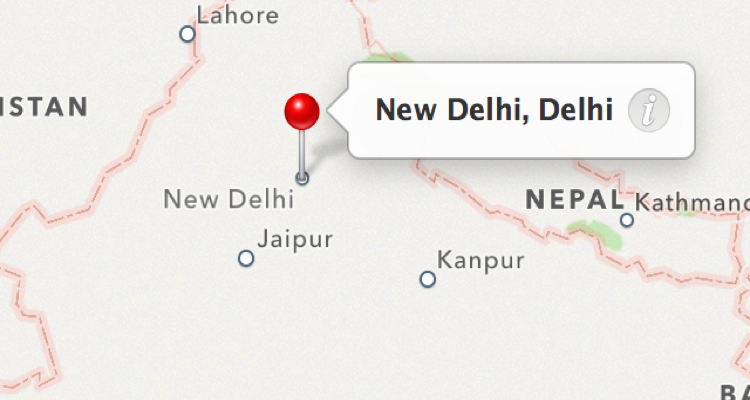 Lahore
ISTAN
New Delhi, Delhi
i
New Delhi
NEPAL
Kathmand
Jaipur
Kanpur
BA